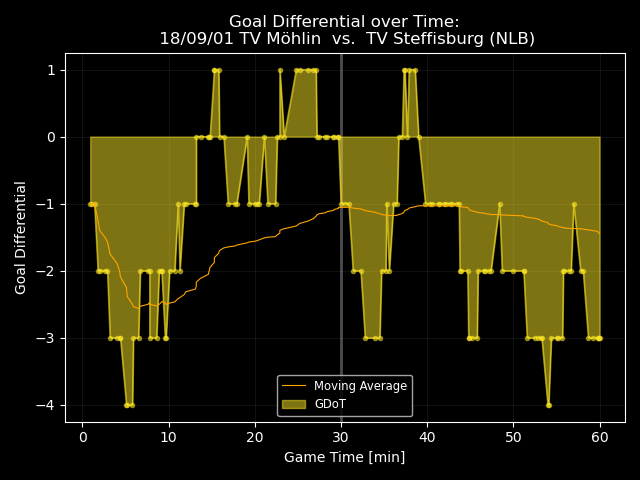 Goal Differential over Time:
18/09/01 TV Möhlin  vs.  TV Steffisburg (NLB)
Goal Differential
1
0
−1
−2
−3
−4
Moving Average
GDoT
0 10 20 30 40 50 60
Game Time [min]